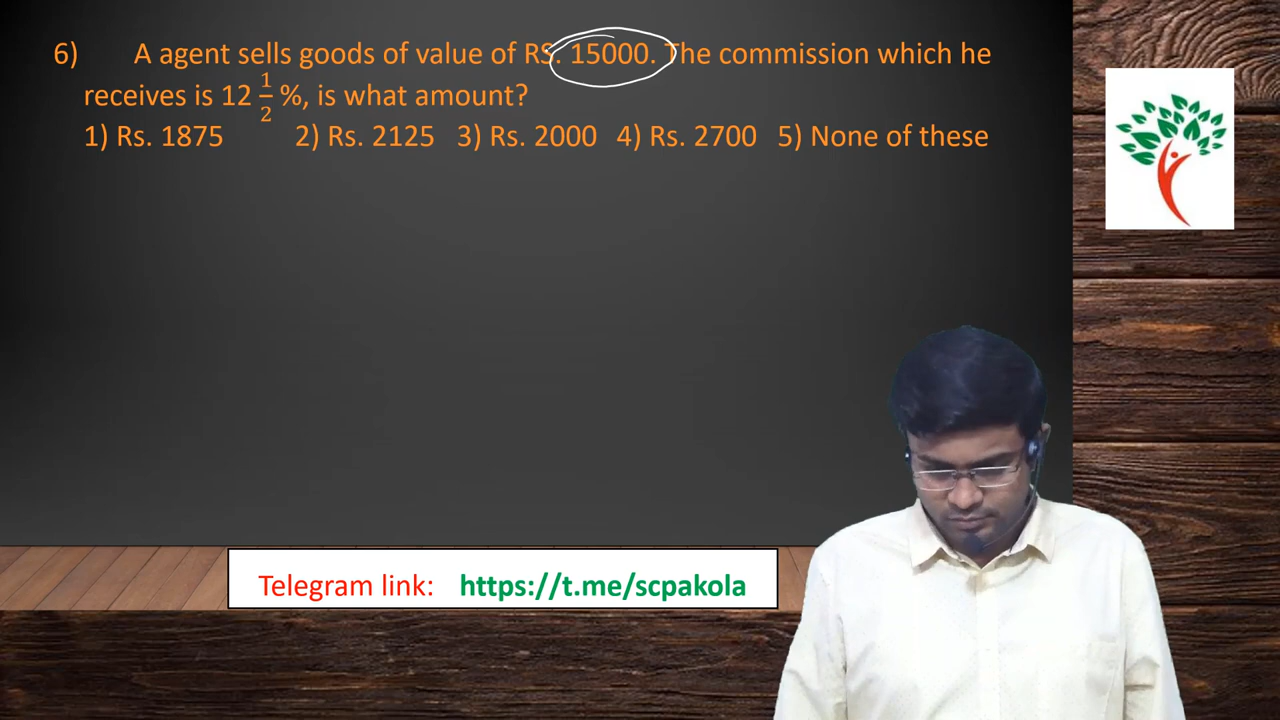 6) A agent sells goods of value of RS. 15000. The commission which he
receives is 12 1/2 %, is what amount?
1) Rs. 1875 2) Rs. 2125 3) Rs. 2000 4) Rs. 2700 5) None of these
Telegram link: https://t.me/scpakola